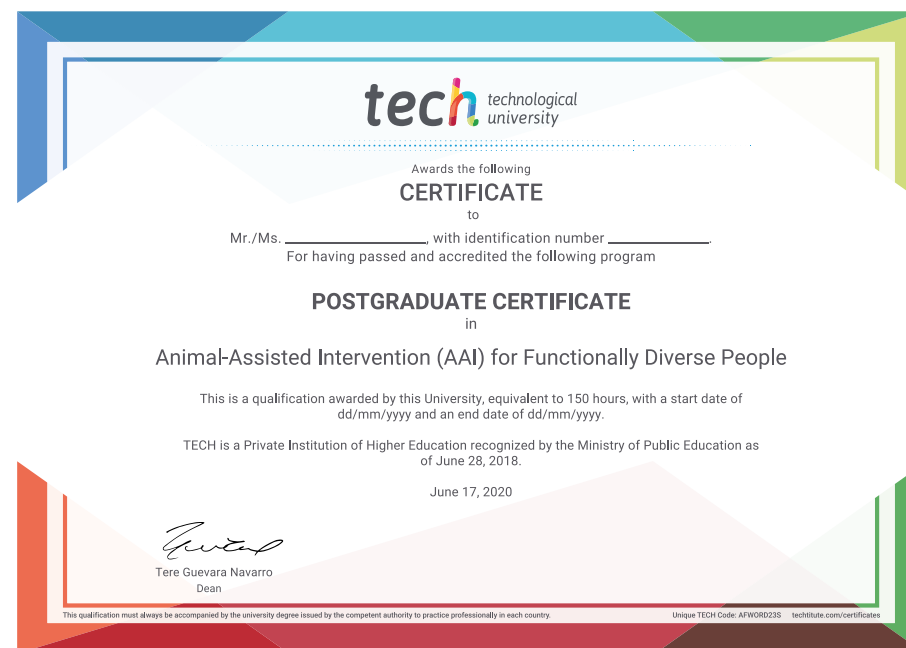 tech technological
university
Awards the following
CERTIFICATE
to
Mr./Ms. ____________________, with identification number ______________.
For having passed and accredited the following program
POSTGRADUATE CERTIFICATE
in
Animal-Assisted Intervention (AAI) for Functionally Diverse People
This is a qualification awarded by this University, equivalent to 150 hours, with a start date of
dd/mm/yyyy and an end date of dd/mm/yyyy.
TECH is a Private Institution of Higher Education recognized by the Ministry of Public Education as
of June 28, 2018.
June 17, 2020
Tere Guevara Navarro
Dean
This qualification must always be accompanied by the university degree issued by the competent authority to practice professionally in each country. Unique TECH Code: AFWORD23S techtitute.com/certificates